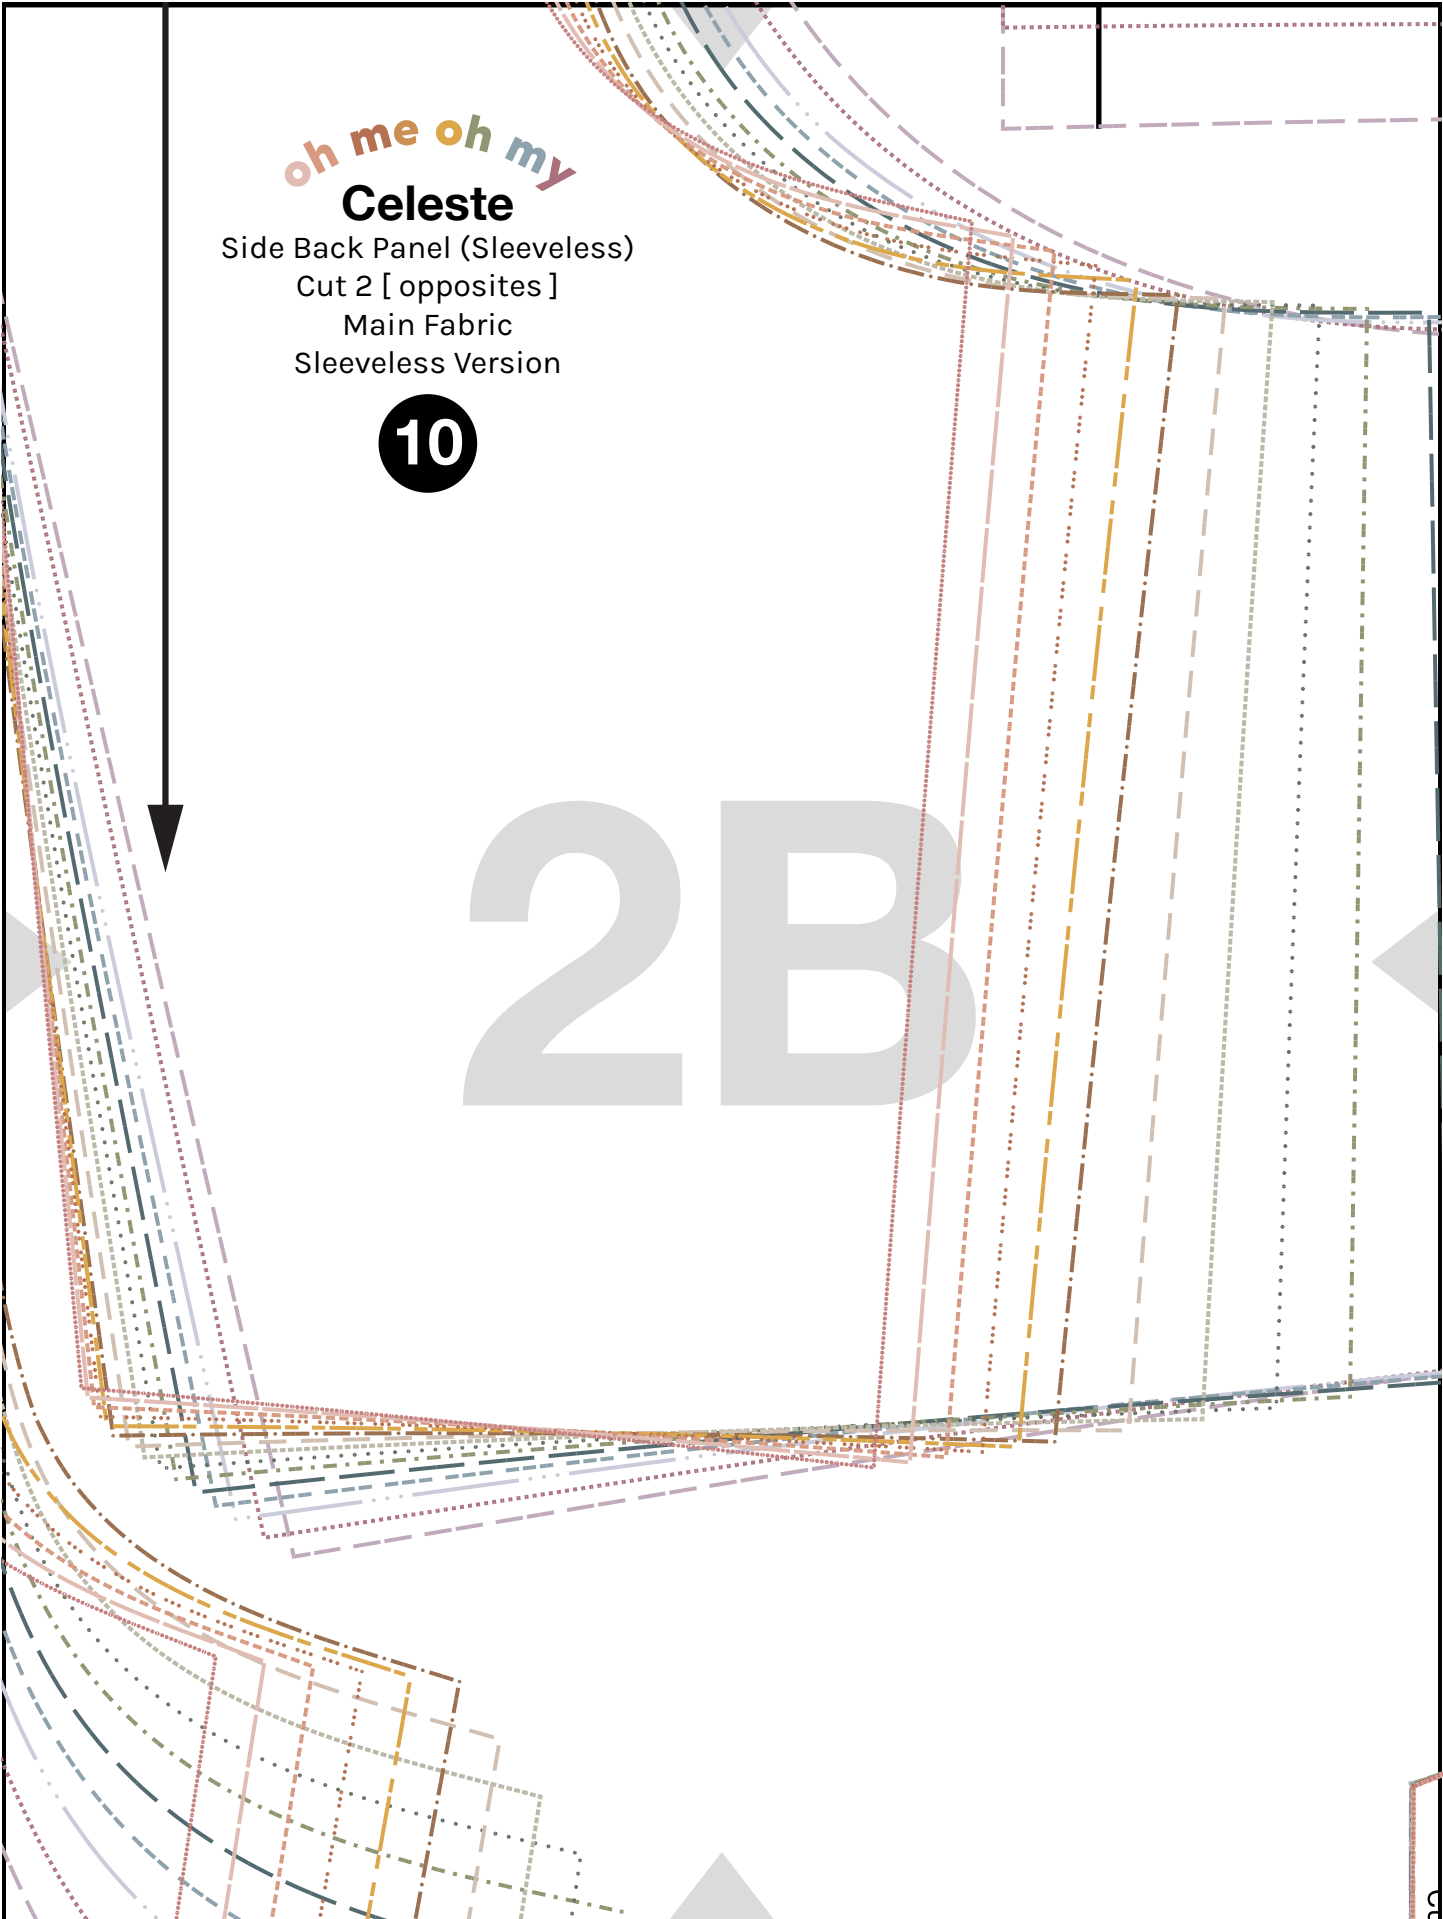 oh me oh my
Celeste
Side Back Panel (Sleeveless)
Cut 2 [ opposites ]
Main Fabric
Sleeveless Version
10
2B